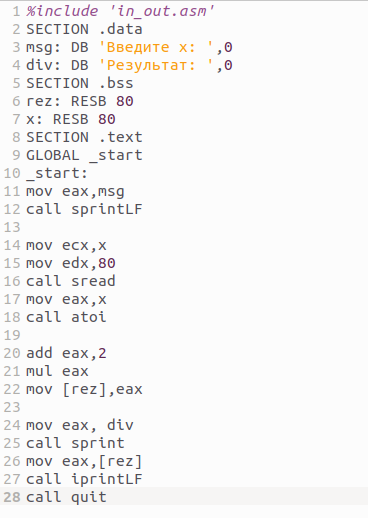 1 %include 'in_out.asm'
2 SECTION .data
3 msg: DB 'Введите x: ',0
4 div: DB 'Результат: ',0
5 SECTION .bss
6 rez: RESB 80
7 x: RESB 80
8 SECTION .text
9 GLOBAL _start
10 _start:
11 mov eax,msg
12 call sprintLF
13
14 mov ecx,x
15 mov edx,80
16 call sread
17 mov eax,x
18 call atoi
19
20 add eax,2
21 mul eax
22 mov [rez],eax
23
24 mov eax, div
25 call sprint
26 mov eax,[rez]
27 call iprintLF
28 call quit